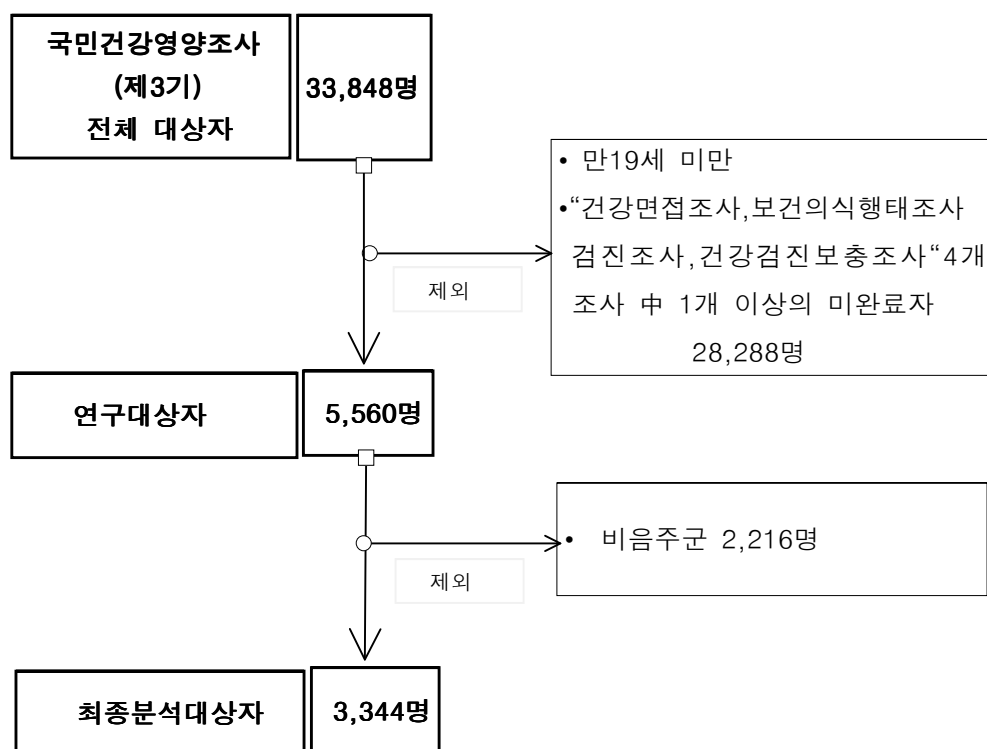 국민건강영양조사
(제3기)
전체 대상자
33,848명
• 만19세 미만
•“건강면접조사,보건의식행태조사
검진조사,건강검진보충조사“4개
조사 中 1개 이상의 미완료자
28,288명
제외
연구대상자
5,560명
• 비음주군 2,216명
제외
최종분석대상자
3,344명